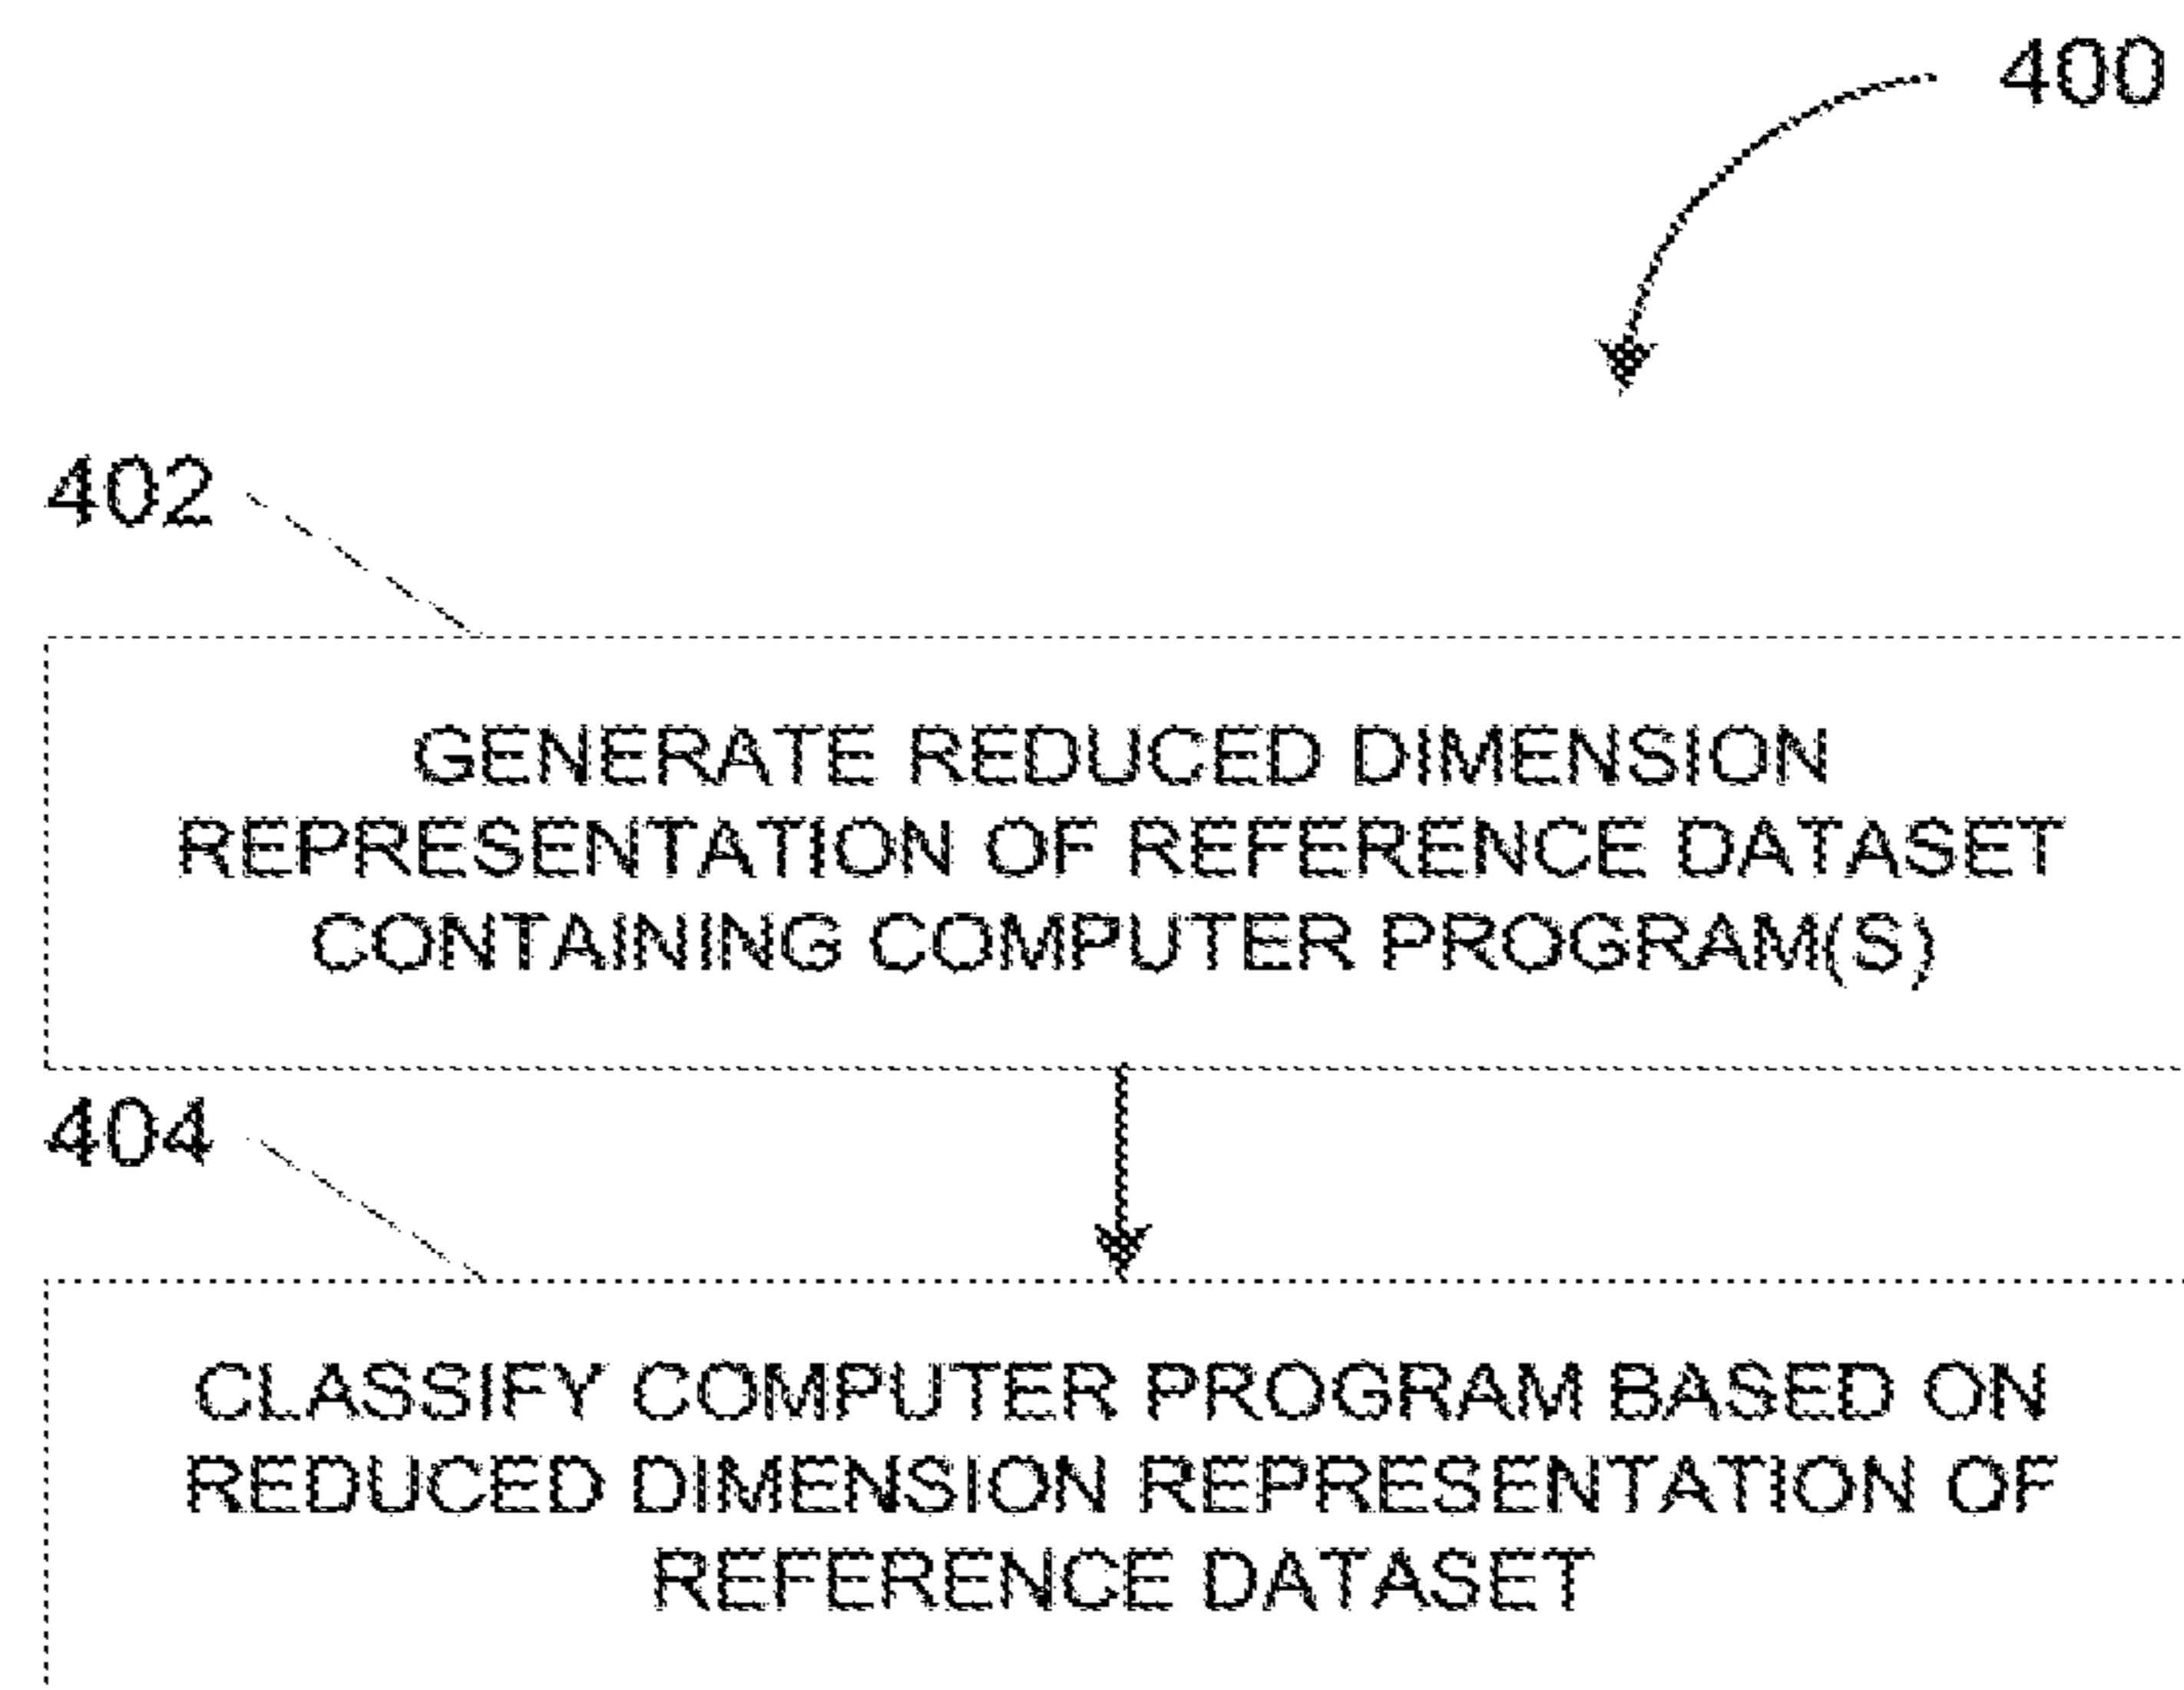 400
402
GENERATE REDUCED DIMENSION
REPRESENTATION OF REFERENCE DATASET
CONTAINING COMPUTER PROGRAM(S)
404
CLASSIFY COMPUTER PROGRAM BASED ON
REDUCED DIMENSION REPRESENTATION OF
REFERENCE DATASET